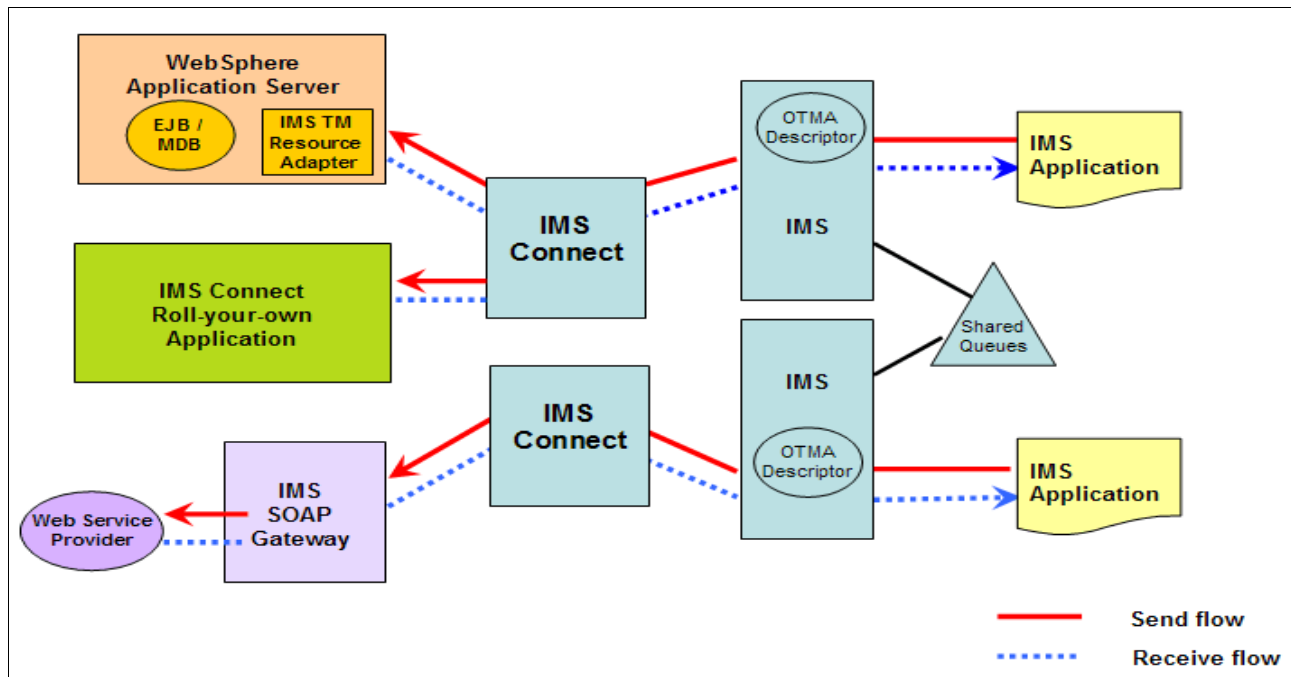 WebSphere
Application Server
EJB /
MDB
IMS TM
Resource
Adapter
IMS Connect
Roll-your-own
Application
IMS
SOAP
Gateway
Web Service
Provider
IMS
Connect
IMS
Connect
OTMA
Descriptor
IMS
IMS
OTMA
Descriptor
Shared
Queues
IMS
Application
IMS
Application
Send flow
Receive flow